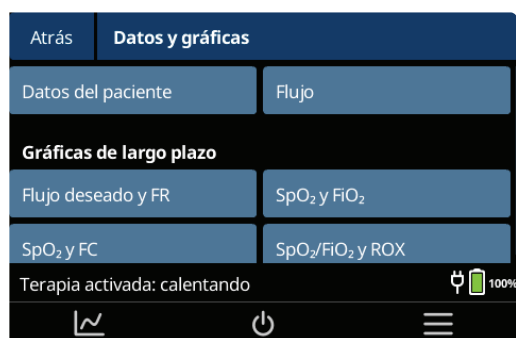 Atrás Datos y gráficas
Datos del paciente Flujo
Gráficas de largo plazo
Flujo deseado y FR SpO₂ y FiO₂
SpO₂ y FC SpO₂/FiO₂ y ROX
Terapia activada: calentando 100%